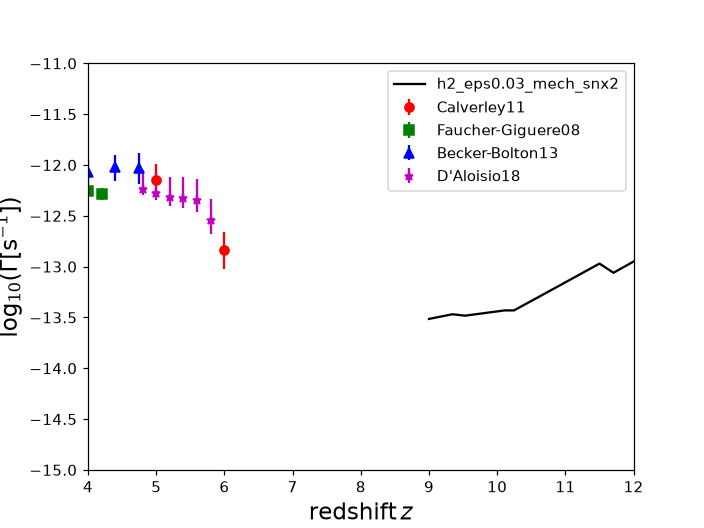 h2_eps0.03_mech_snx2
Calverley11
Faucher-Giguere08
Becker-Bolton13
D'Aloisio18
−11.0
−11.5
−12.0
−12.5
−13.0
−13.5
−14.0
−14.5
−15.0
log₁₀(Γ[s⁻¹])
4 5 6 7 8 9 10 11 12
redshift z